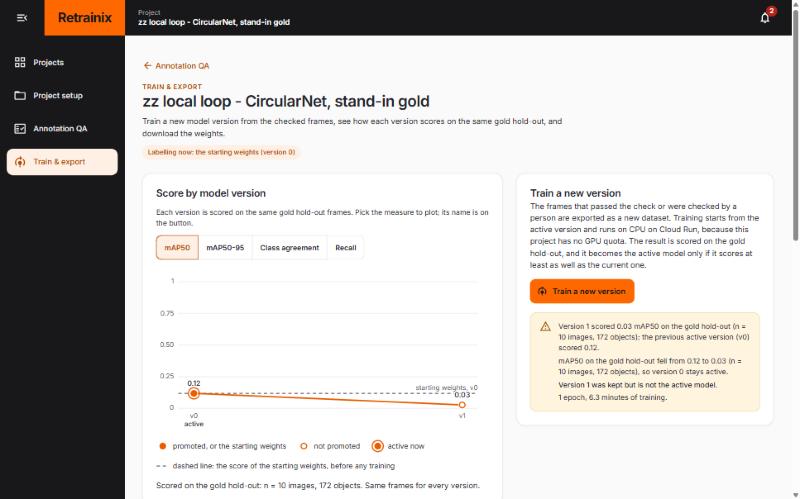 Retrainix
Project
zz local loop - CircularNet, stand-in gold
2
Projects
Project setup
Annotation QA
Train & export
← Annotation QA
TRAIN & EXPORT
zz local loop - CircularNet, stand-in gold
Train a new model version from the checked frames, see how each version scores on the same gold hold-out, and
download the weights.
Labelling now: the starting weights (version 0)
Score by model version
Each version is scored on the same gold hold-out frames. Pick the measure to plot; its name is on
the button.
mAP50 mAP50-95 Class agreement Recall
1
0.75
0.50
0.25
0
0.12
starting weights, v0
0.03
v0
active
v1
promoted, or the starting weights not promoted active now
dashed line: the score of the starting weights, before any training
Scored on the gold hold-out: n = 10 images, 172 objects. Same frames for every version.
Train a new version
The frames that passed the check or were checked by a
person are exported as a new dataset. Training starts from the
active version and runs on CPU on Cloud Run, because this
project has no GPU quota. The result is scored on the gold
hold-out, and it becomes the active model only if it scores at
least as well as the current one.
Train a new version
Version 1 scored 0.03 mAP50 on the gold hold-out (n =
10 images, 172 objects); the previous active version (v0)
scored 0.12.
mAP50 on the gold hold-out fell from 0.12 to 0.03 (n =
10 images, 172 objects), so version 0 stays active.
Version 1 was kept but is not the active model.
1 epoch, 6.3 minutes of training.